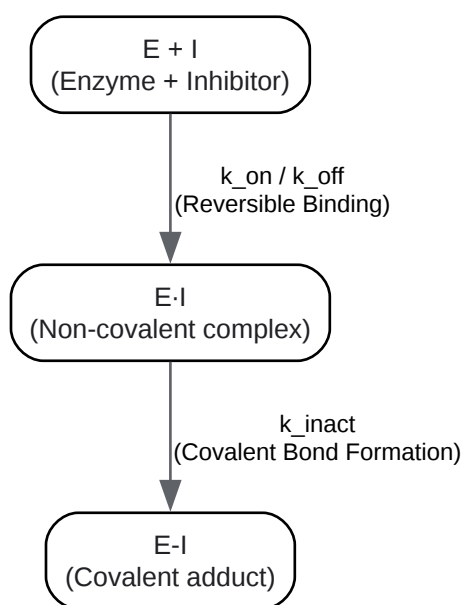 E + I
(Enzyme + Inhibitor)
k_on / k_off
(Reversible Binding)
E·I
(Non-covalent complex)
k_inact
(Covalent Bond Formation)
E-I
(Covalent adduct)